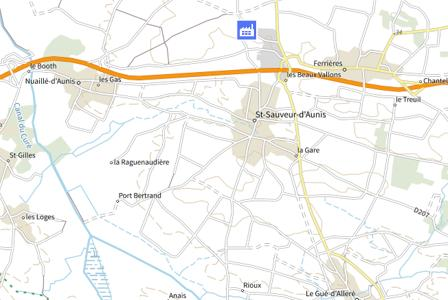 le Booth
Ferrières
Nuaillé-d'Aunis
les Gas
les Beaux Vallons
Chantel
le Treuil
St-Sauveur-d'Aunis
Canal du Curé
St-Gilles
la Raguenaudière
la Gare
Port Bertrand
les Loges
D207
Rioux
Anais
Le Gué-d'Alleré